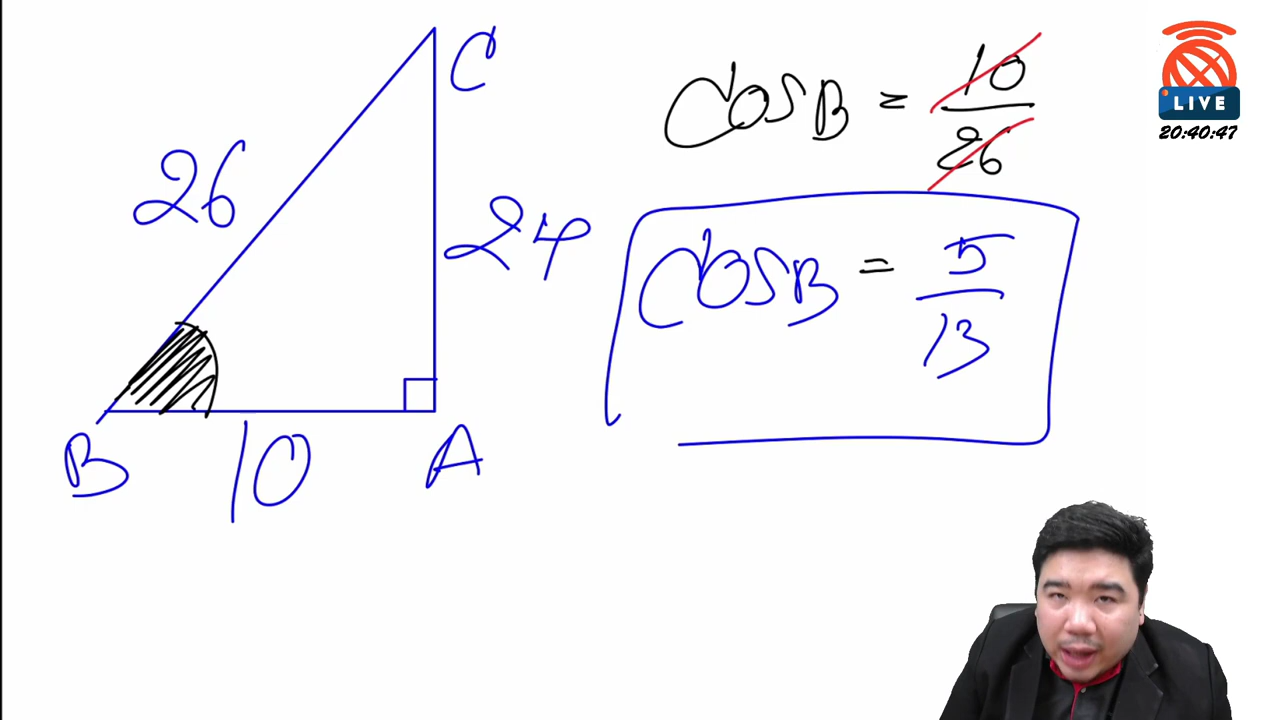 C
26
24
B
10
A
cosB = 10/26
cosB = 5/13
LIVE
20:40:47